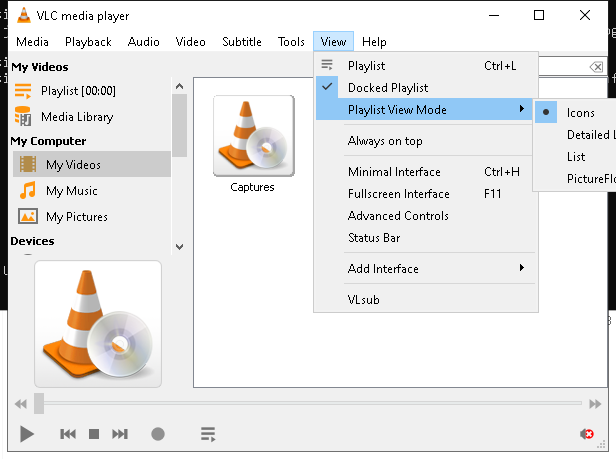 VLC media player
Media Playback Audio Video Subtitle Tools View Help
My Videos
Playlist [00:00]
Media Library
My Computer
My Videos
My Music
My Pictures
Devices
Captures
Playlist Ctrl+L
Docked Playlist
Playlist View Mode
Always on top
Minimal Interface Ctrl+H
Fullscreen Interface F11
Advanced Controls
Status Bar
Add Interface
VLsub
Icons
Detailed L
List
PictureFlo